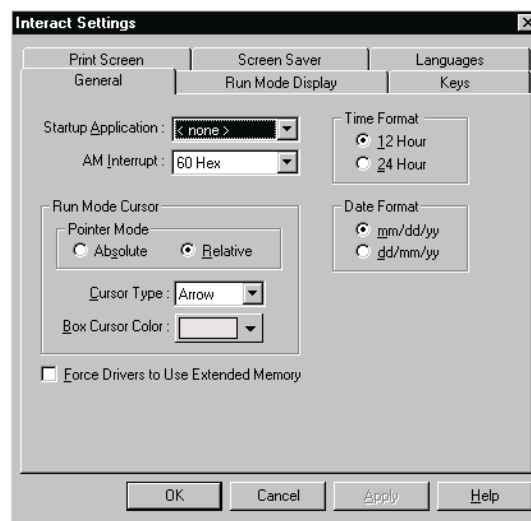 Interact Settings
Print Screen Screen Saver Languages
General Run Mode Display Keys
Startup Application : < none >
AM Interrupt : 60 Hex
Time Format
12 Hour
24 Hour
Run Mode Cursor
Pointer Mode
Absolute Relative
Cursor Type : Arrow
Box Cursor Color :
Date Format
mm/dd/yy
dd/mm/yy
Force Drivers to Use Extended Memory
OK Cancel Apply Help